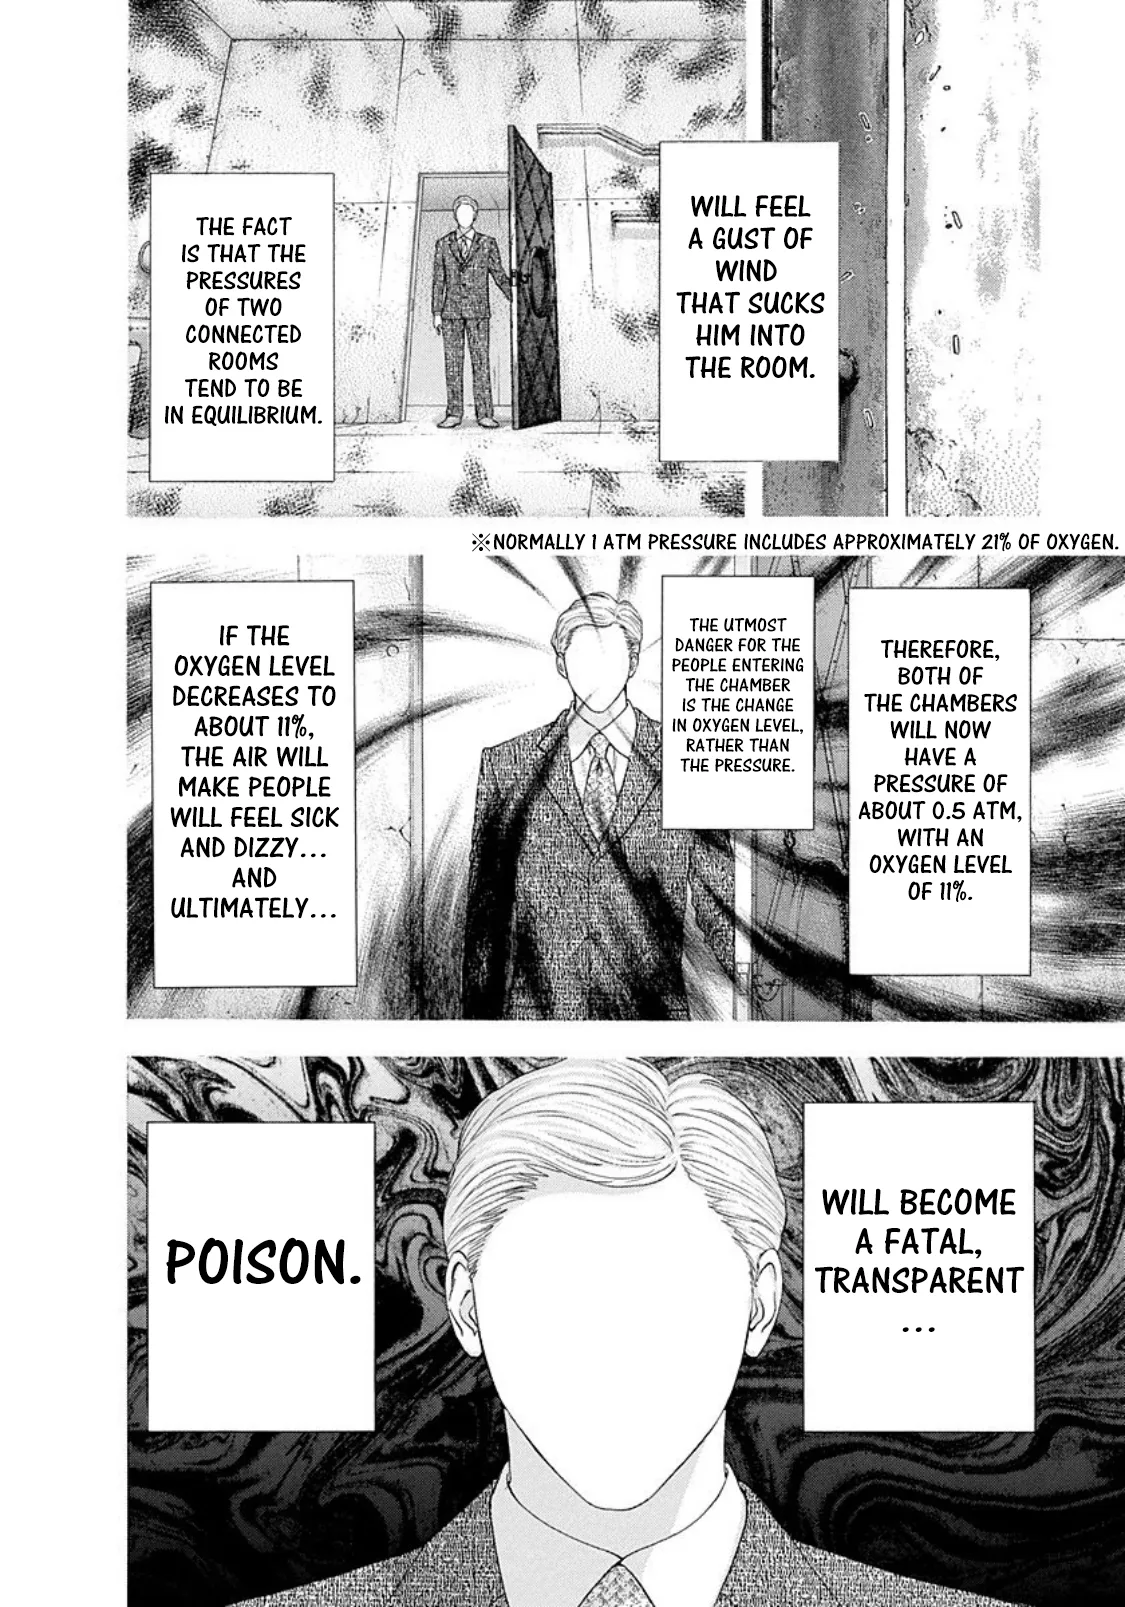 WILL FEEL
A GUST OF
WIND
THAT SUCKS
HIM INTO
THE ROOM.
THE FACT
IS THAT THE
PRESSURES
OF TWO
CONNECTED
ROOMS
TEND TO BE
IN EQUILIBRIUM.
※NORMALLY 1 ATM PRESSURE INCLUDES APPROXIMATELY 21% OF OXYGEN.
THEREFORE,
BOTH OF
THE CHAMBERS
WILL NOW
HAVE A
PRESSURE OF
ABOUT 0.5 ATM,
WITH AN
OXYGEN LEVEL
OF 11%.
THE UTMOST
DANGER FOR THE
PEOPLE ENTERING
THE CHAMBER
IS THE CHANGE
IN OXYGEN LEVEL,
RATHER THAN
THE PRESSURE.
IF THE
OXYGEN LEVEL
DECREASES TO
ABOUT 11%,
THE AIR WILL
MAKE PEOPLE
WILL FEEL SICK
AND DIZZY...
AND
ULTIMATELY...
WILL BECOME
A FATAL,
TRANSPARENT
...
POISON.